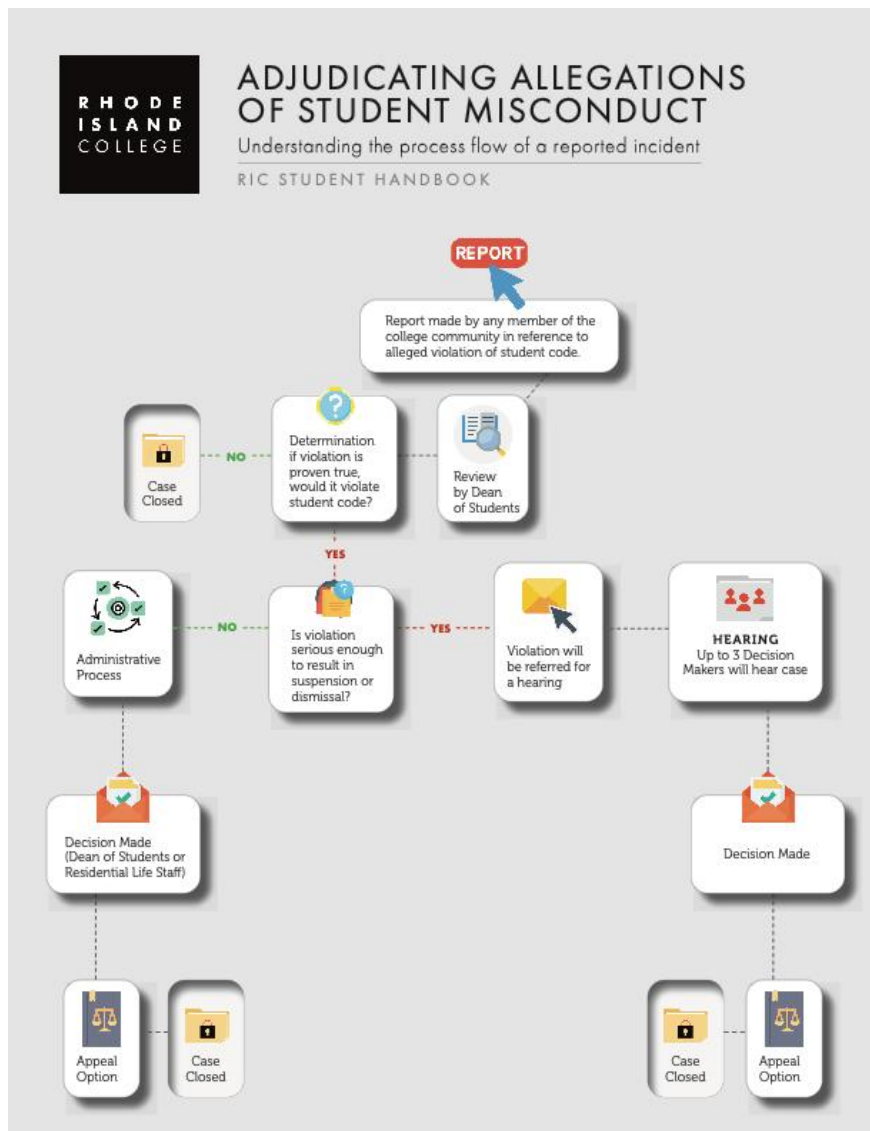 RHODE
ISLAND
COLLEGE
ADJUDICATING ALLEGATIONS
OF STUDENT MISCONDUCT
Understanding the process flow of a reported incident
RIC STUDENT HANDBOOK
REPORT
Report made by any member of the
college community in reference to
alleged violation of student code.
Case
Closed
NO
Determination
if violation is
proven true,
would it violate
student code?
Review
by Dean
of Students
YES
Administrative
Process
NO
Is violation
serious enough
to result in
suspension or
dismissal?
YES
Violation will
be referred for
a hearing
HEARING
Up to 3 Decision
Makers will hear case
Decision Made
(Dean of Students or
Residential Life Staff)
Decision Made
Appeal
Option
Case
Closed
Case
Closed
Appeal
Option